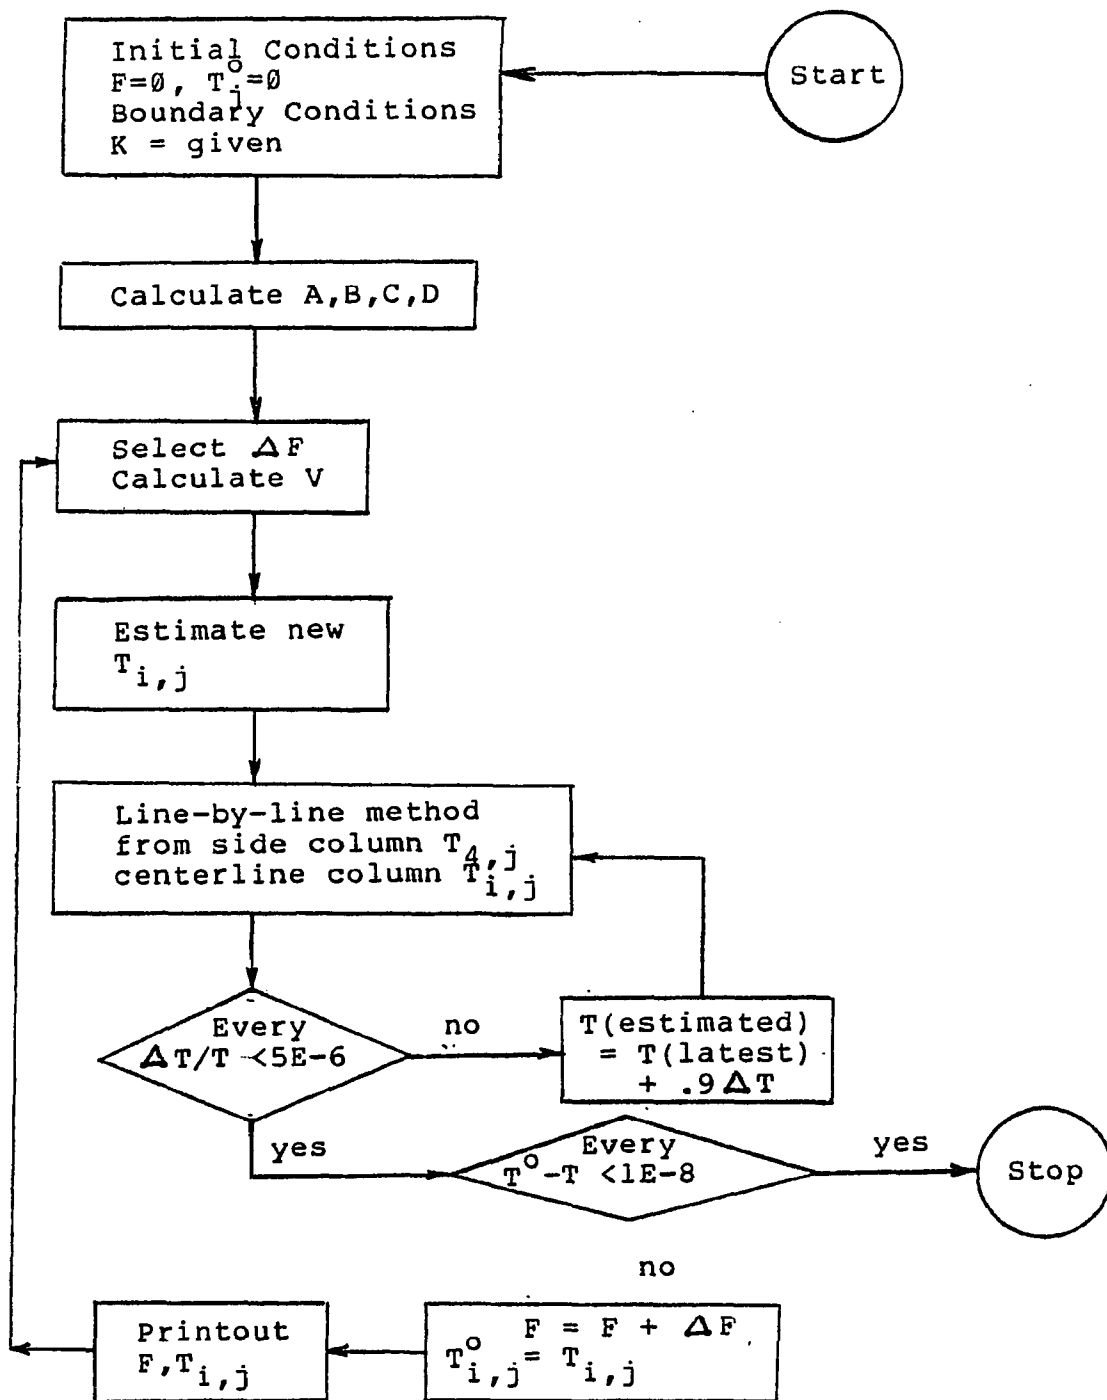 Start
Initial Conditions
F=Ø, T°j=Ø
Boundary Conditions
K = given
Calculate A,B,C,D
Select ΔF
Calculate V
Estimate new
Ti,j
Line-by-line method
from side column T4,j
centerline column Ti,j
Every
ΔT/T <5E-6
no
T(estimated)
= T(latest)
+ .9ΔT
yes
Every
T°-T <1E-8
yes
Stop
no
F = F + ΔF
T°i,j = Ti,j
Printout
F,Ti,j